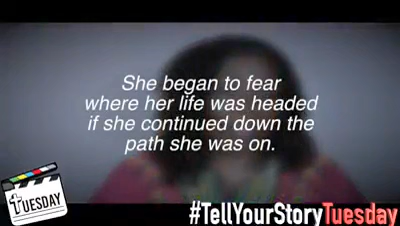 She began to fear
where her life was headed
if she continued down the
path she was on.
TUESDAY
#TellYourStoryTuesday